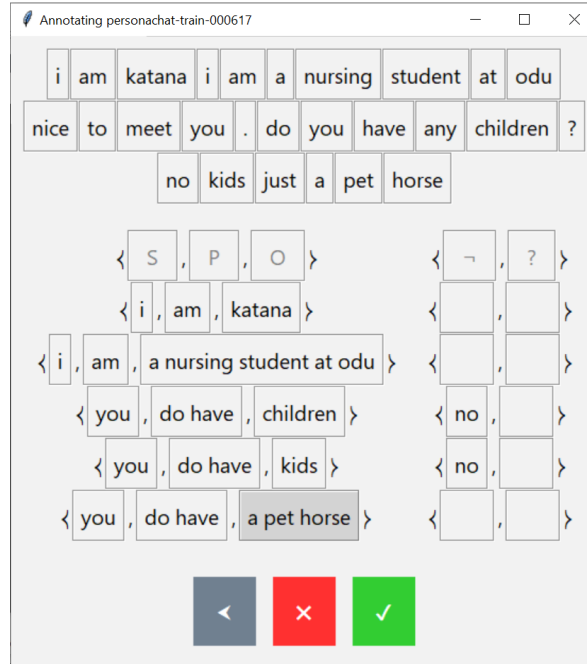 Annotating personachat-train-000617
i am katana i am a nursing student at odu
nice to meet you . do you have any children ?
no kids just a pet horse
⟨ S , P , O ⟩ ⟨ ¬ , ? ⟩
⟨ i , am , katana ⟩ ⟨ , ⟩
⟨ i , am , a nursing student at odu ⟩ ⟨ , ⟩
⟨ you , do have , children ⟩ ⟨ no , ⟩
⟨ you , do have , kids ⟩ ⟨ no , ⟩
⟨ you , do have , a pet horse ⟩ ⟨ , ⟩